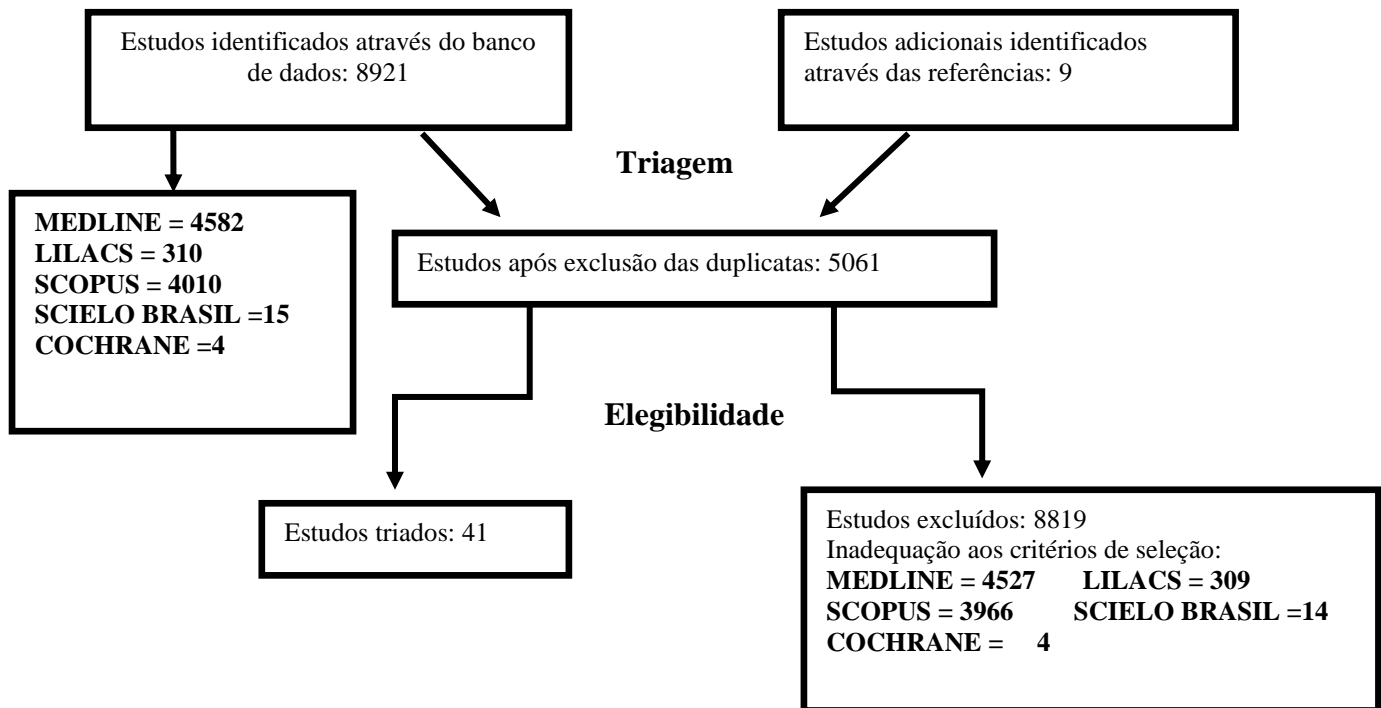 Estudos identificados através do banco
de dados: 8921
Estudos adicionais identificados
através das referências: 9
Triagem
MEDLINE = 4582
LILACS = 310
SCOPUS = 4010
SCIELO BRASIL =15
COCHRANE =4
Estudos após exclusão das duplicatas: 5061
Elegibilidade
Estudos triados: 41
Estudos excluídos: 8819
Inadequação aos critérios de seleção:
MEDLINE = 4527 LILACS = 309
SCOPUS = 3966 SCIELO BRASIL =14
COCHRANE = 4